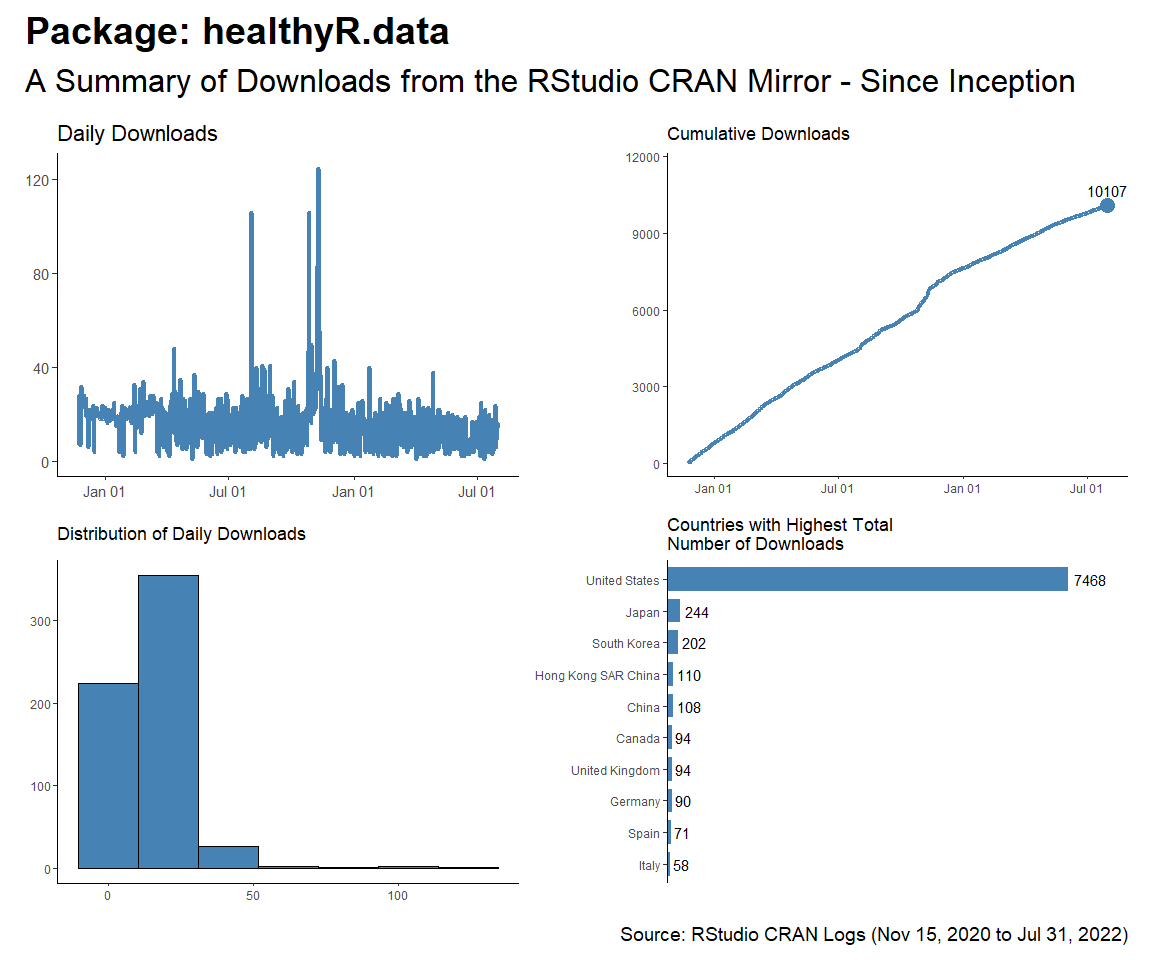 Package: healthyR.data
A Summary of Downloads from the RStudio CRAN Mirror - Since Inception
Daily Downloads
120
80
40
0
Jan 01
Jul 01
Jan 01
Jul 01
Cumulative Downloads
12000
9000
6000
3000
0
10107
Jan 01
Jul 01
Jan 01
Jul 01
Distribution of Daily Downloads
300
200
100
0
0
50
100
Countries with Highest Total
Number of Downloads
United States 7468
Japan 244
South Korea 202
Hong Kong SAR China 110
China 108
Canada 94
United Kingdom 94
Germany 90
Spain 71
Italy 58
Source: RStudio CRAN Logs (Nov 15, 2020 to Jul 31, 2022)